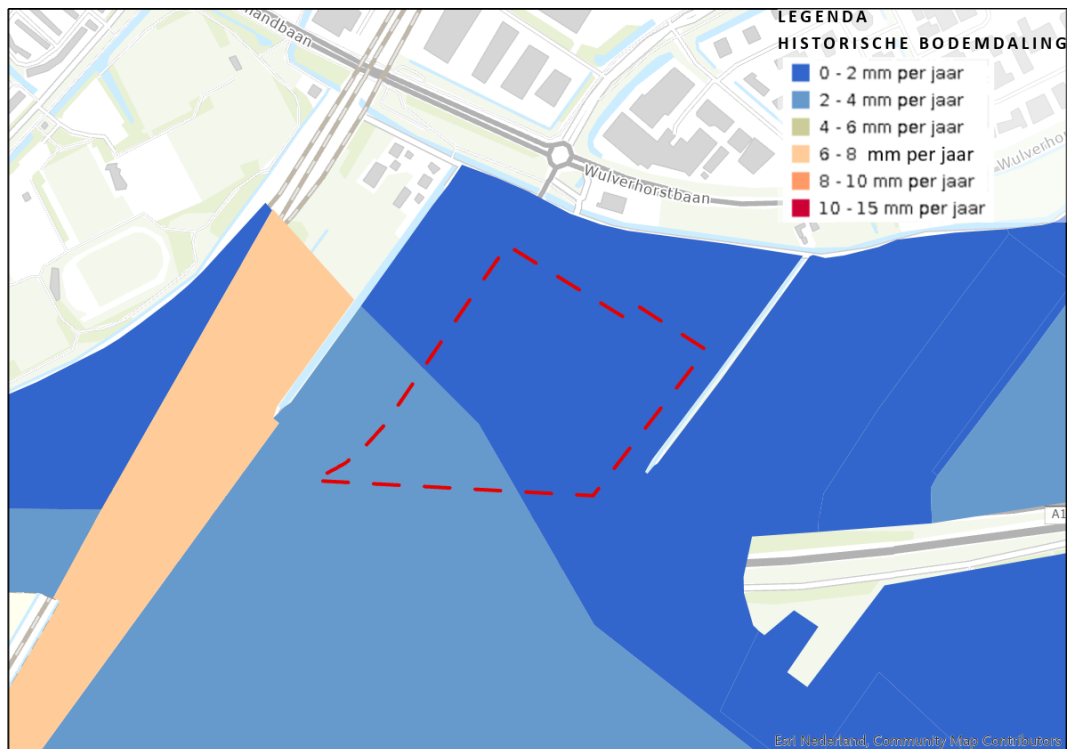 LEGENDA
HISTORISCHE BODEMDALING
0 - 2 mm per jaar
2 - 4 mm per jaar
4 - 6 mm per jaar
6 - 8 mm per jaar
8 - 10 mm per jaar
10 - 15 mm per jaar
andbaan
Wulverhorstbaan
Wulverho
A1
Esri Nederland, Community Map Contributors